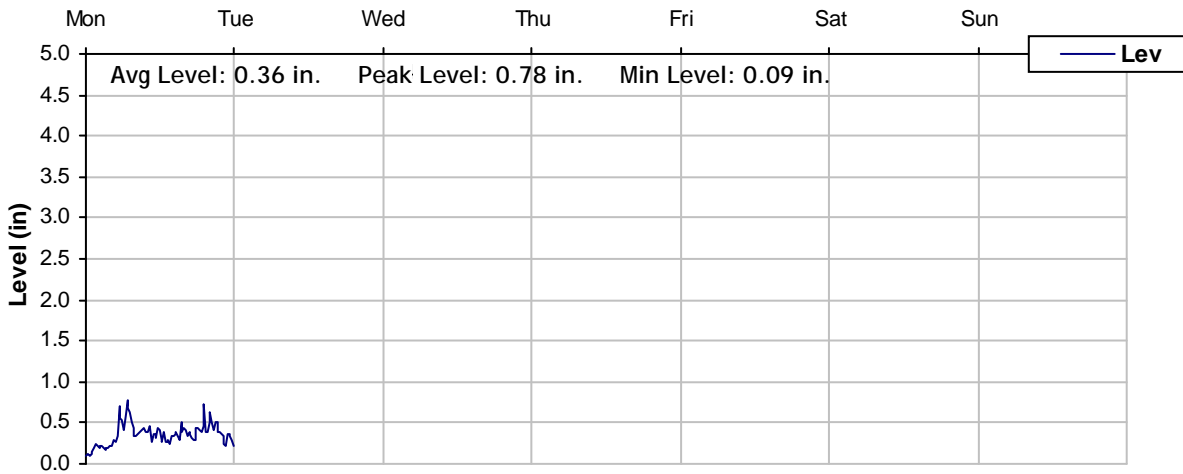 Mon Tue Wed Thu Fri Sat Sun
Lev
Avg Level: 0.36 in. Peak Level: 0.78 in. Min Level: 0.09 in.
5.0
4.5
4.0
3.5
3.0
2.5
2.0
1.5
1.0
0.5
0.0
Level (in)